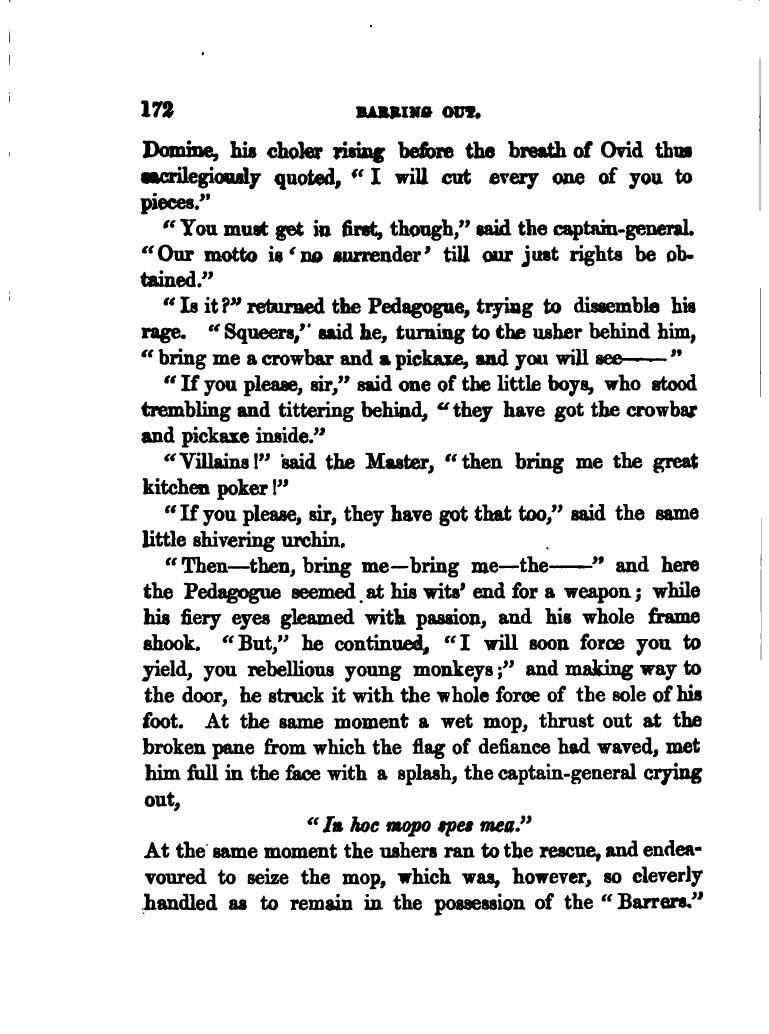 172 BARRING OUT.
Domine, his choler rising before the breath of Ovid thus
sacrilegiously quoted, “ I will cut every one of you to
pieces.”
“ You must get in first, though,” said the captain-general.
“ Our motto is ‘ no surrender ’ till our just rights be ob-
tained.”
“ Is it?” returned the Pedagogue, trying to dissemble his
rage. “ Squeers,” said he, turning to the usher behind him,
“ bring me a crowbar and a pickaxe, and you will see—— ”
“ If you please, sir,” said one of the little boys, who stood
trembling and tittering behind, “ they have got the crowbar
and pickaxe inside.”
“ Villains !” said the Master, “ then bring me the great
kitchen poker !”
“ If you please, sir, they have got that too,” said the same
little shivering urchin.
“ Then—then, bring me—bring me—the——” and here
the Pedagogue seemed at his wits’ end for a weapon ; while
his fiery eyes gleamed with passion, and his whole frame
shook. “ But,” he continued, “ I will soon force you to
yield, you rebellious young monkeys ;” and making way to
the door, he struck it with the whole force of the sole of his
foot. At the same moment a wet mop, thrust out at the
broken pane from which the flag of defiance had waved, met
him full in the face with a splash, the captain-general crying
out,
“ In hoc mopo spes mea.”
At the same moment the ushers ran to the rescue, and endea-
voured to seize the mop, which was, however, so cleverly
handled as to remain in the possession of the “ Barrers.”